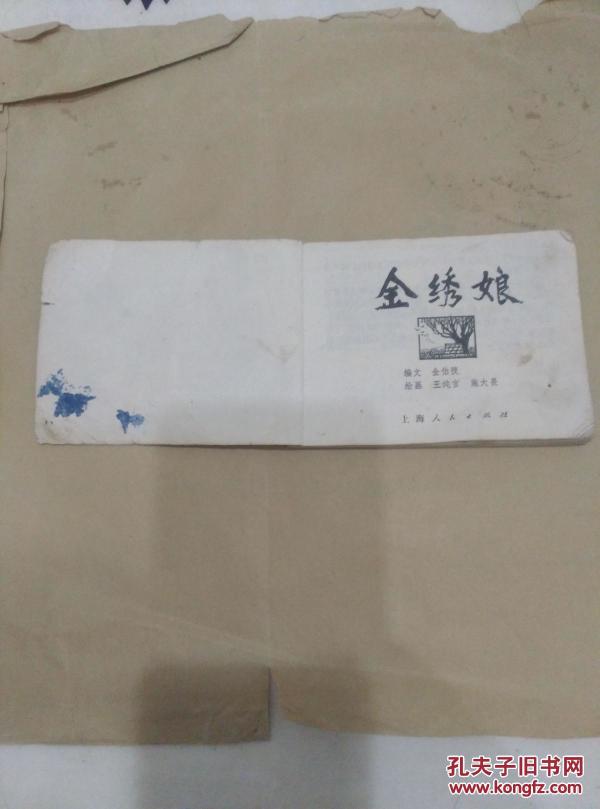 金绣娘
编文 金伯弢
绘画 王纯言 施大畏
上海人民出版社
孔夫子旧书网
www.kongfz.com